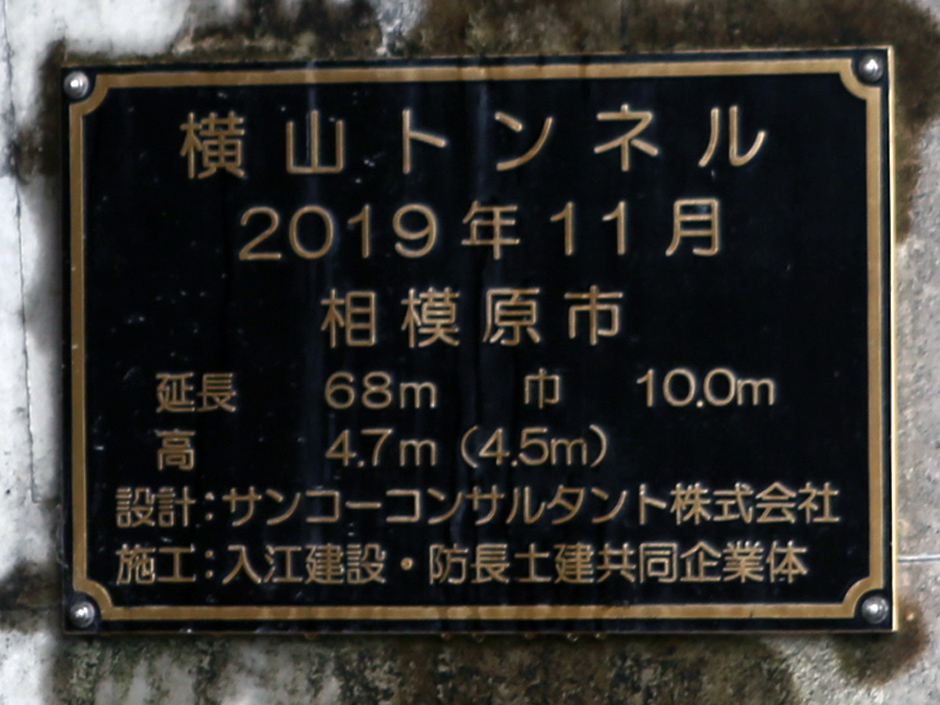 横山トンネル
2019年11月
相模原市
延長 68m 巾 10.0m
高 4.7m（4.5m）
設計：サンコーコンサルタント株式会社
施工：入江建設・防長土建共同企業体